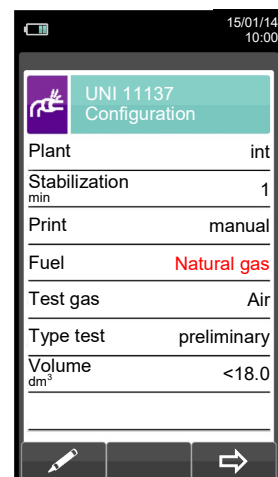 15/01/14
10:00
UNI 11137
Configuration
Plant int
Stabilization
min 1
Print manual
Fuel Natural gas
Test gas Air
Type test preliminary
Volume
dm³ <18.0